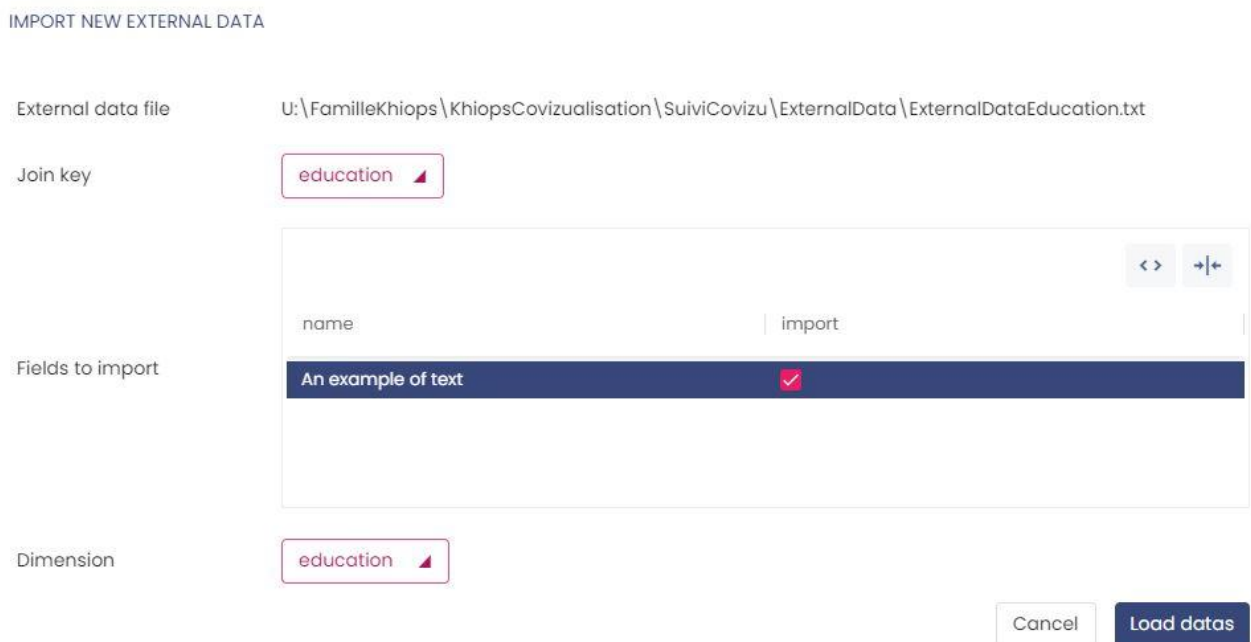 IMPORT NEW EXTERNAL DATA
External data file U:\FamilleKhiops\KhiopsCovizualisation\SuiviCovizu\ExternalData\ExternalDataEducation.txt
Join key education
name import
Fields to import
An example of text
Dimension education
Cancel Load datas